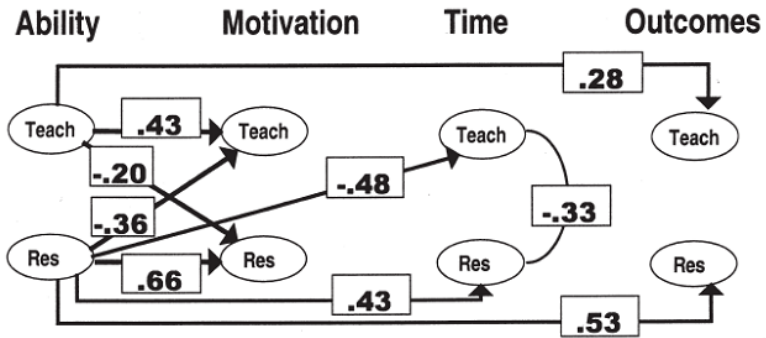 Ability Motivation Time Outcomes
.28
Teach .43 Teach Teach Teach
-.20 -.48
-.36 -.33
Res .66 Res Res Res
.43
.53